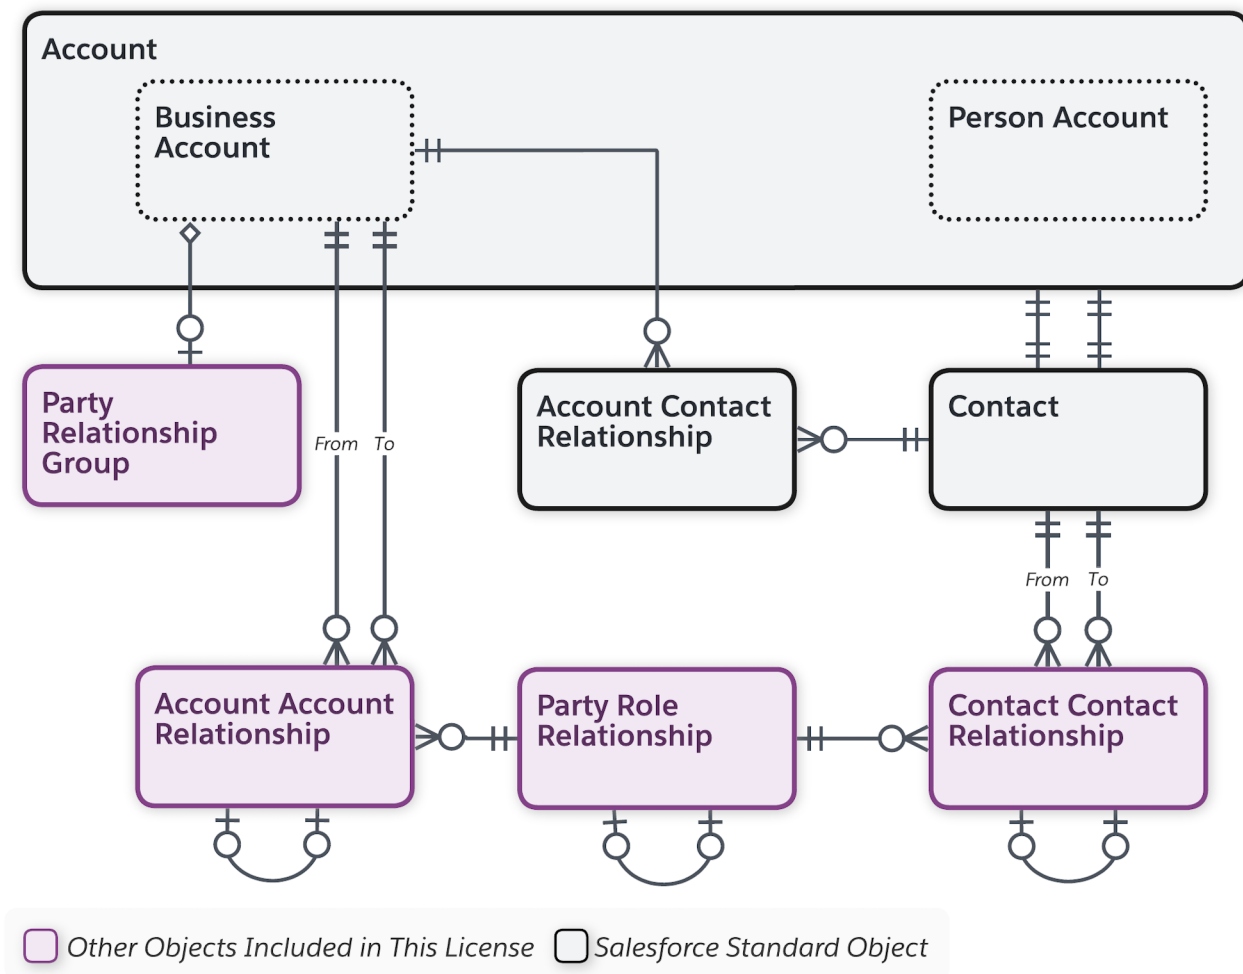 Account
Business
Account
Person Account
Party
Relationship
Group
From
To
Account Contact
Relationship
Contact
From
To
Account Account
Relationship
Party Role
Relationship
Contact Contact
Relationship
Other Objects Included in This License
Salesforce Standard Object